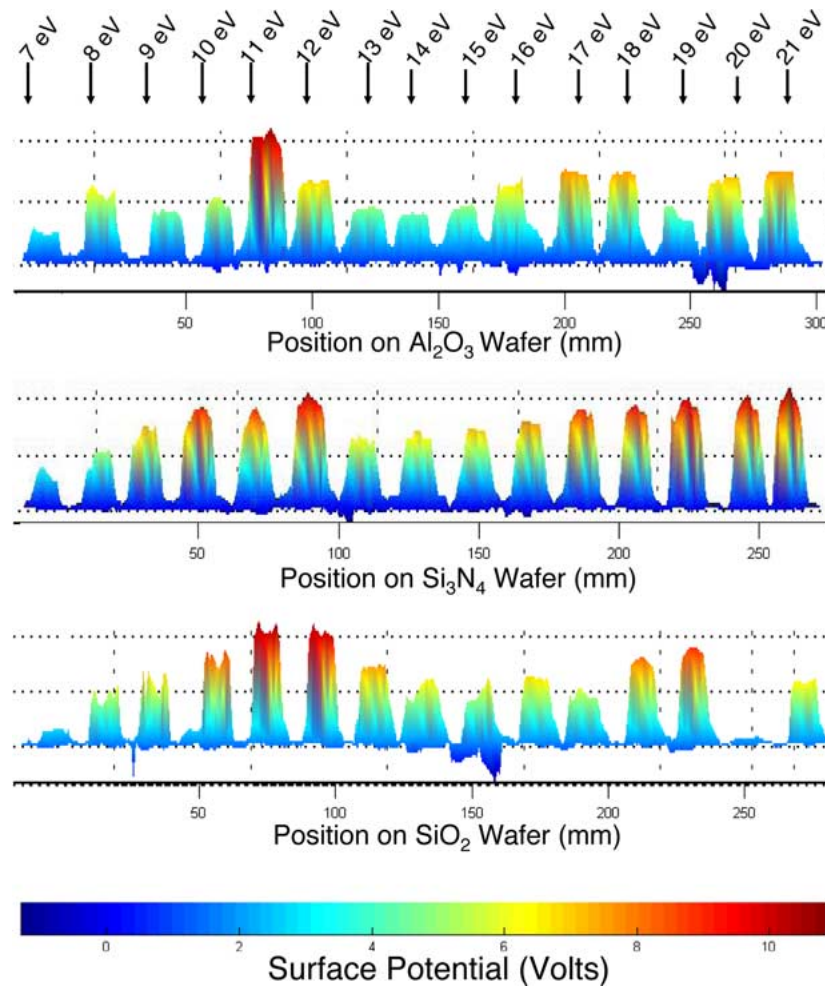 7 eV 8 eV 9 eV 10 eV 11 eV 12 eV 13 eV 14 eV 15 eV 16 eV 17 eV 18 eV 19 eV 20 eV 21 eV
50 100 150 200 250 300
Position on Al₂O₃ Wafer (mm)
50 100 150 200 250
Position on Si₃N₄ Wafer (mm)
50 100 150 200 250
Position on SiO₂ Wafer (mm)
0 2 4 6 8 10
Surface Potential (Volts)